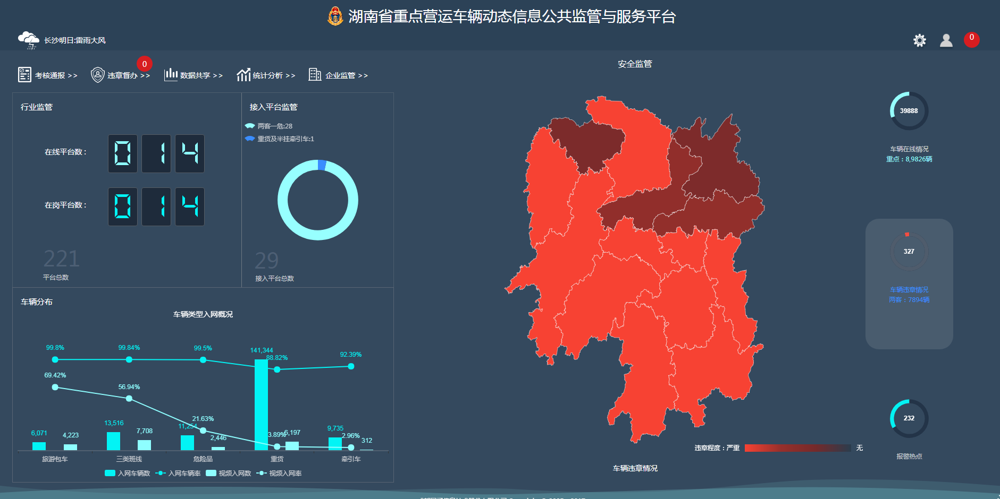 湖南省重点营运车辆动态信息公共监管与服务平台
长沙明日:雷雨大风
0
考核通报 >>
违章督办 >>
0
数据共享 >>
统计分析 >>
企业监管 >>
行业监管
在线平台数：
014
在岗平台数：
014
221
平台总数
接入平台监管
两客一危:28
重货及半挂牵引车:1
29
接入平台总数
车辆分布
车辆类型入网概况
99.8%
99.84%
99.5%
141,344
88.82%
92.39%
69.42%
56.94%
21.63%
3.89%
2.96%
6,071
4,223
13,516
7,708
11,254
2,446
6,197
9,735
312
旅游包车
三类班线
危险品
重货
牵引车
入网车辆数
入网车辆率
视频入网数
视频入网率
安全监管
违章程度：严重
无
车辆违章情况
39888
车辆在线情况
重点：8,9826辆
327
车辆违章情况
两客：7894辆
232
报警热点